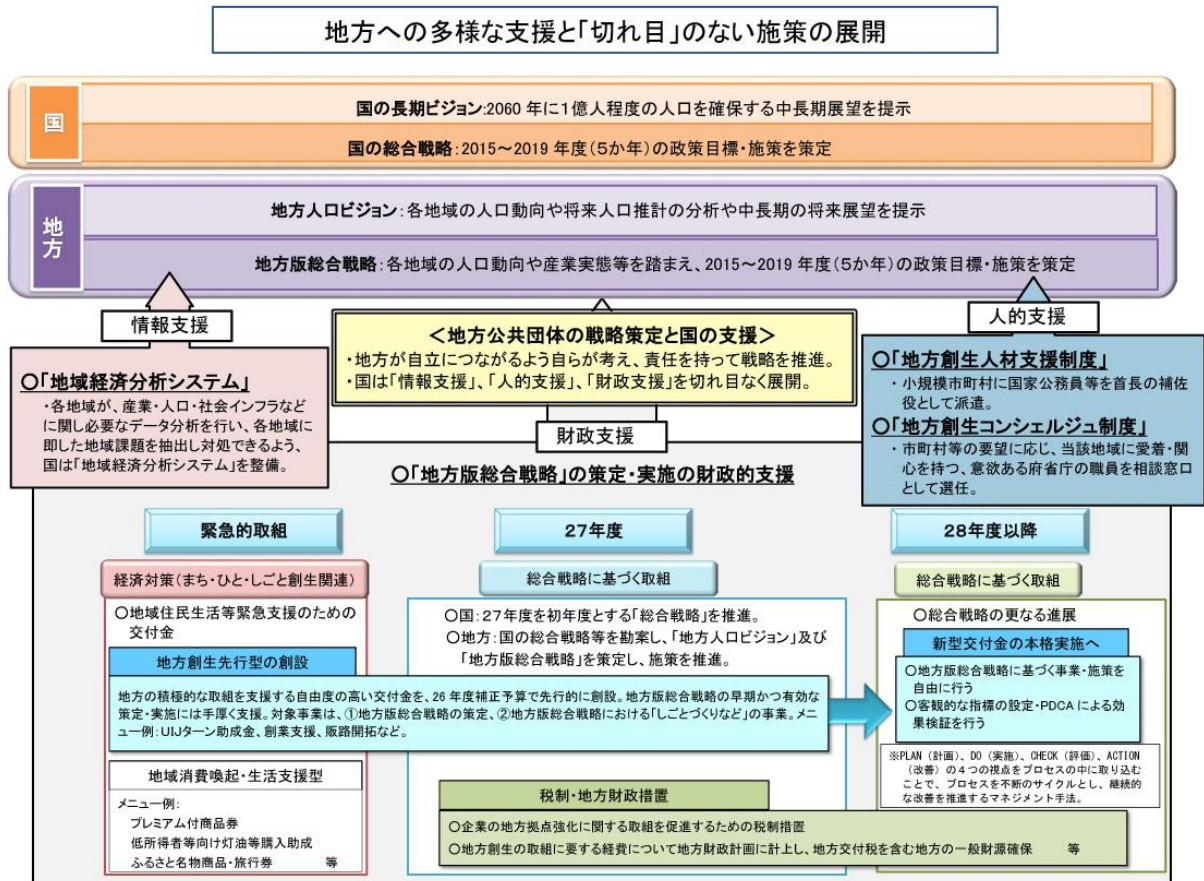 地方への多様な支援と「切れ目」のない施策の展開
国
国の長期ビジョン:2060年に1億人程度の人口を確保する中長期展望を提示
国の総合戦略:2015～2019年度(5か年)の政策目標・施策を策定
地方
地方人口ビジョン:各地域の人口動向や将来人口推計の分析や中長期の将来展望を提示
地方版総合戦略:各地域の人口動向や産業実態等を踏まえ、2015～2019年度(5か年)の政策目標・施策を策定
情報支援
○「地域経済分析システム」
・各地域が、産業・人口・社会インフラなど
に関し必要なデータ分析を行い、各地域に
即した地域課題を抽出し対処できるよう、
国は「地域経済分析システム」を整備。
＜地方公共団体の戦略策定と国の支援＞
・地方が自立につながるよう自らが考え、責任を持って戦略を推進。
・国は「情報支援」、「人的支援」、「財政支援」を切れ目なく展開。
人的支援
○「地方創生人材支援制度」
・小規模市町村に国家公務員等を首長の補佐
役として派遣。
○「地方創生コンシェルジュ制度」
・市町村等の要望に応じ、当該地域に愛着・関
心を持つ、意欲ある府省庁の職員を相談窓口
として選任。
財政支援
○「地方版総合戦略」の策定・実施の財政的支援
緊急的取組
経済対策(まち・ひと・しごと創生関連)
○地域住民生活等緊急支援のための
交付金
地方創生先行型の創設
地方の積極的な取組を支援する自由度の高い交付金を、26年度補正予算で先行的に創設。地方版総合戦略の早期かつ有効な
策定・実施には手厚く支援。対象事業は、①地方版総合戦略の策定、②地方版総合戦略における「しごとづくりなど」の事業。メニ
ュー例:UIJターン助成金、創業支援、販路開拓など。
地域消費喚起・生活支援型
メニュー例:
プレミアム付商品券
低所得者等向け灯油等購入助成
ふるさと名物商品・旅行券 等
27年度
総合戦略に基づく取組
○国:27年度を初年度とする「総合戦略」を推進。
○地方:国の総合戦略等を勘案し、「地方人口ビジョン」及び
「地方版総合戦略」を策定し、施策を推進。
税制・地方財政措置
○企業の地方拠点強化に関する取組を促進するための税制措置
○地方創生の取組に要する経費について地方財政計画に計上し、地方交付税を含む地方の一般財源確保 等
28年度以降
総合戦略に基づく取組
○総合戦略の更なる進展
新型交付金の本格実施へ
○地方版総合戦略に基づく事業・施策を
自由に行う
○客観的な指標の設定・PDCAによる効
果検証を行う
※PLAN(計画)、DO(実施)、CHECK(評価)、ACTION
(改善)の4つの視点をプロセスの中に取り込む
ことで、プロセスを不断のサイクルとし、継続的
な改善を推進するマネジメント手法。